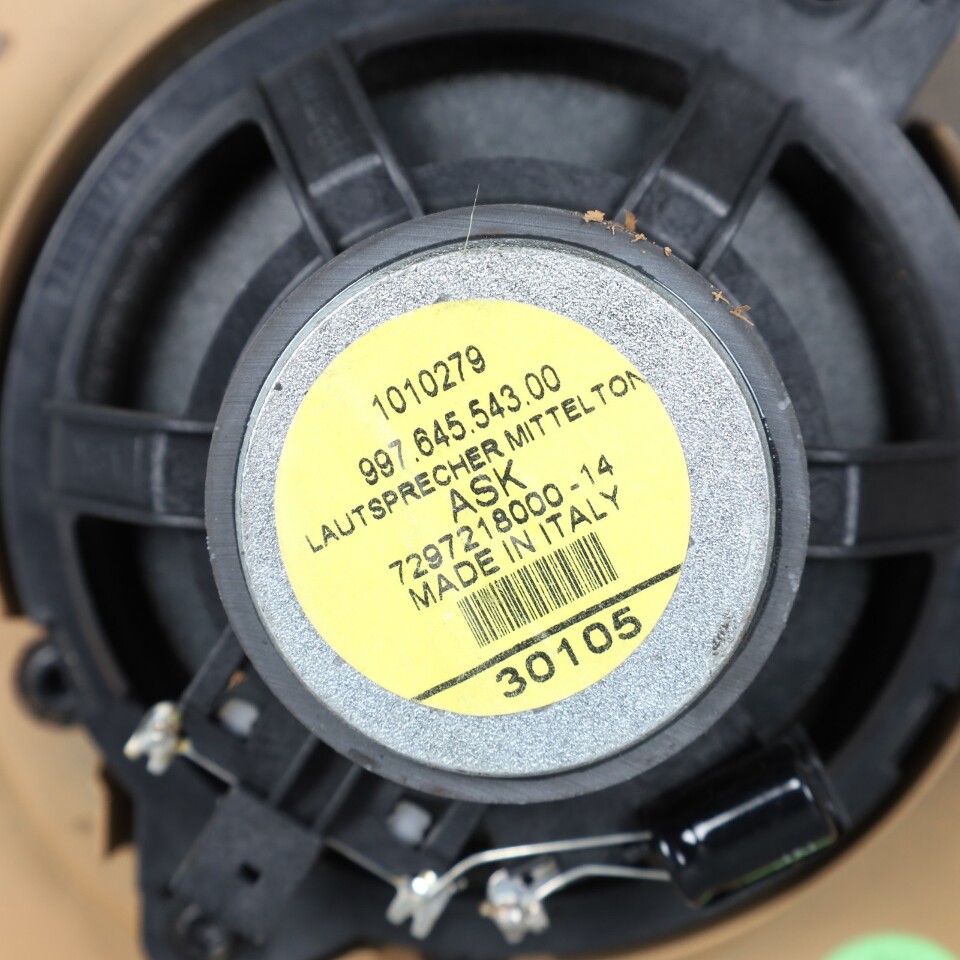 1010279
997.645.543.00
LAUTSPRECHER MITTELTON
ASK
7297218000-14
MADE IN ITALY
30105